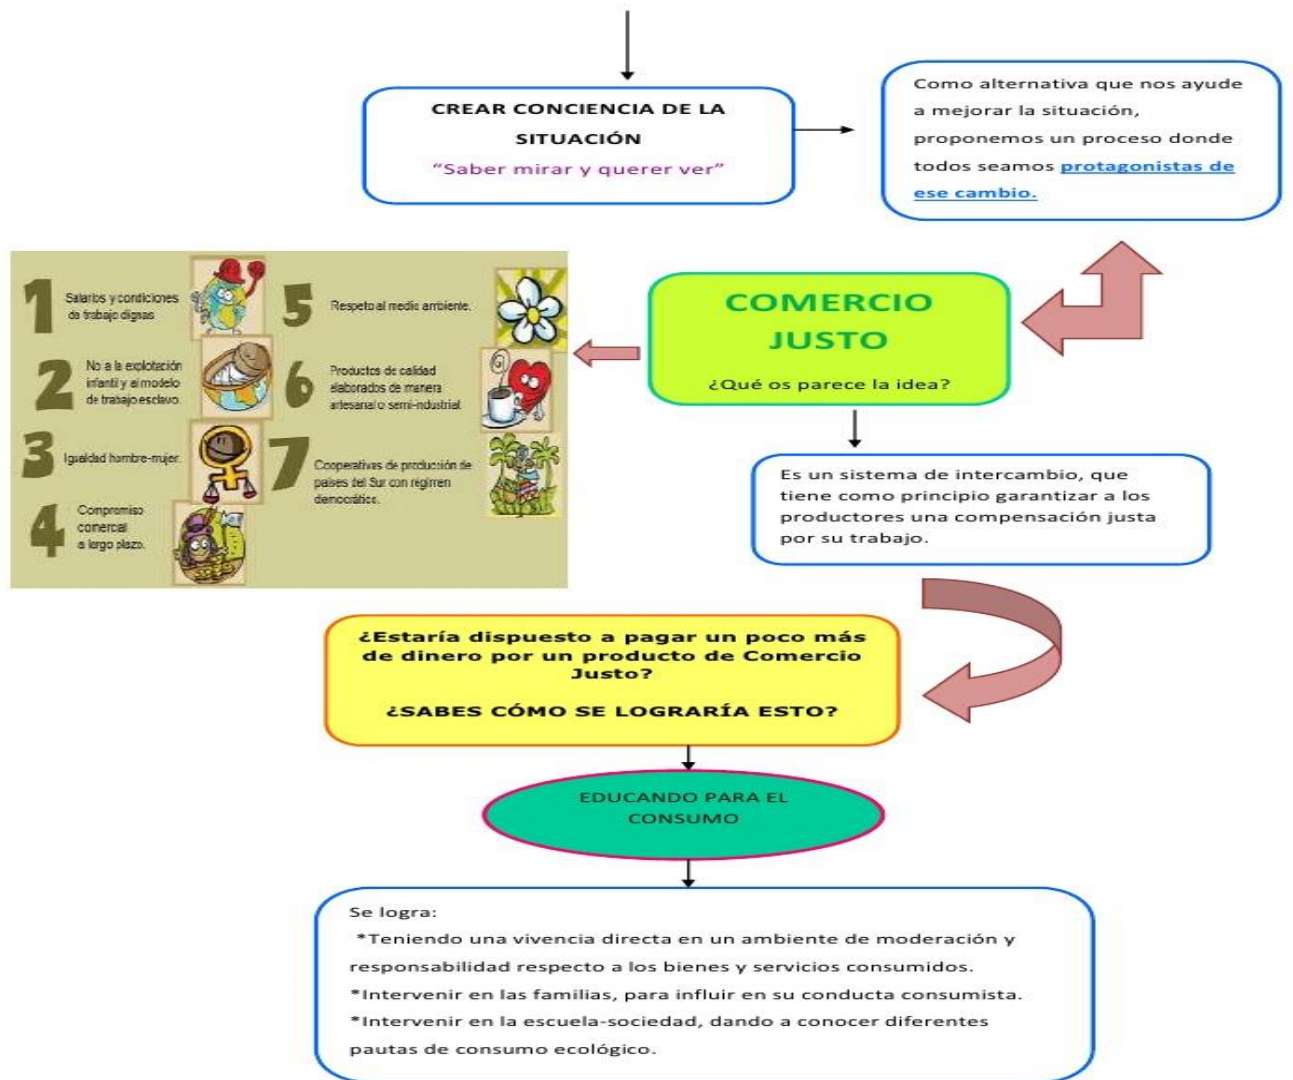 CREAR CONCIENCIA DE LA
SITUACIÓN
“Saber mirar y querer ver”
Como alternativa que nos ayude
a mejorar la situación,
proponemos un proceso donde
todos seamos protagonistas de
ese cambio.
COMERCIO
JUSTO
¿Qué os parece la idea?
1
Salarios y condiciones
de trabajo dignas
2
No a la explotación
infantil y al modelo
de trabajo esclavo.
3
Igualdad hombre-mujer.
4
Compromiso
comercial
a largo plazo.
5
Respeto al medio ambiente.
6
Productos de calidad
elaborados de manera
artesanal o semi-industrial
7
Cooperativas de producción de
países del Sur con régimen
democrático.
Es un sistema de intercambio, que
tiene como principio garantizar a los
productores una compensación justa
por su trabajo.
¿Estaría dispuesto a pagar un poco más
de dinero por un producto de Comercio
Justo?
¿SABES CÓMO SE LOGRARÍA ESTO?
EDUCANDO PARA EL
CONSUMO
Se logra:
*Teniendo una vivencia directa en un ambiente de moderación y
responsabilidad respecto a los bienes y servicios consumidos.
*Intervenir en las familias, para influir en su conducta consumista.
*Intervenir en la escuela-sociedad, dando a conocer diferentes
pautas de consumo ecológico.